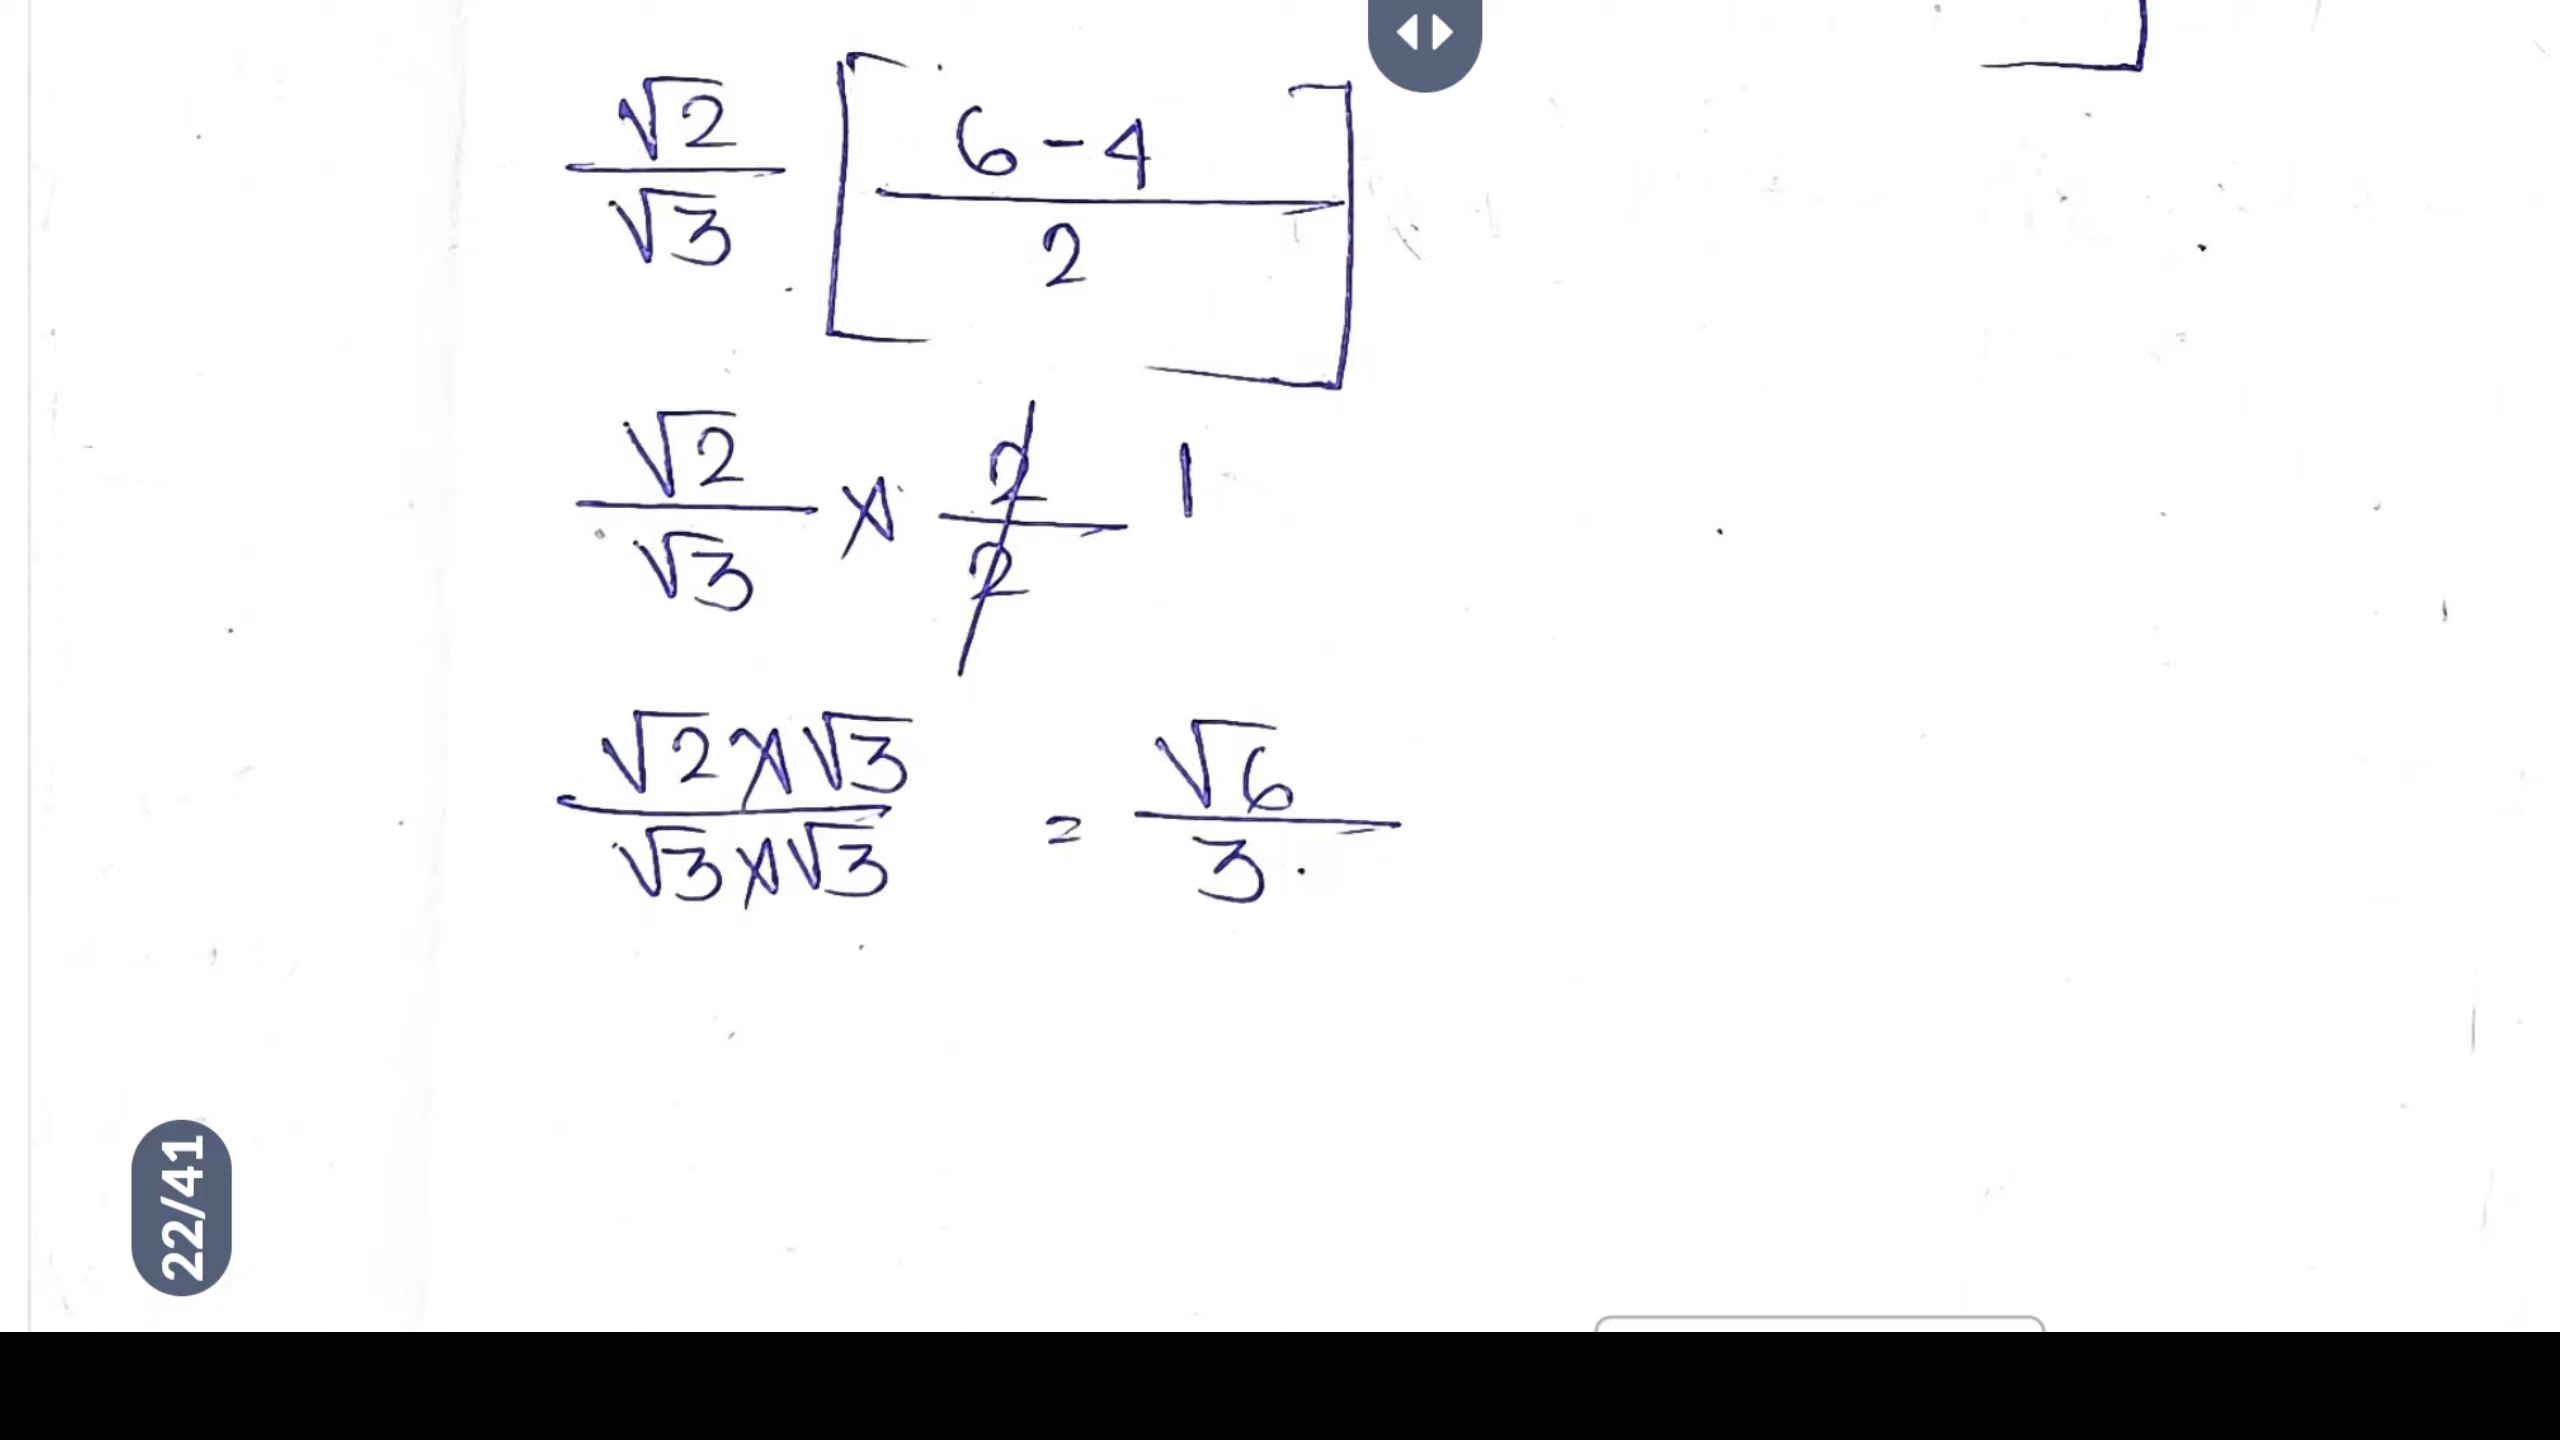 √2/√3 [6-4/2]
√2/√3 × 2/2 1
√2×√3/√3×√3 = √6/3.
22/41